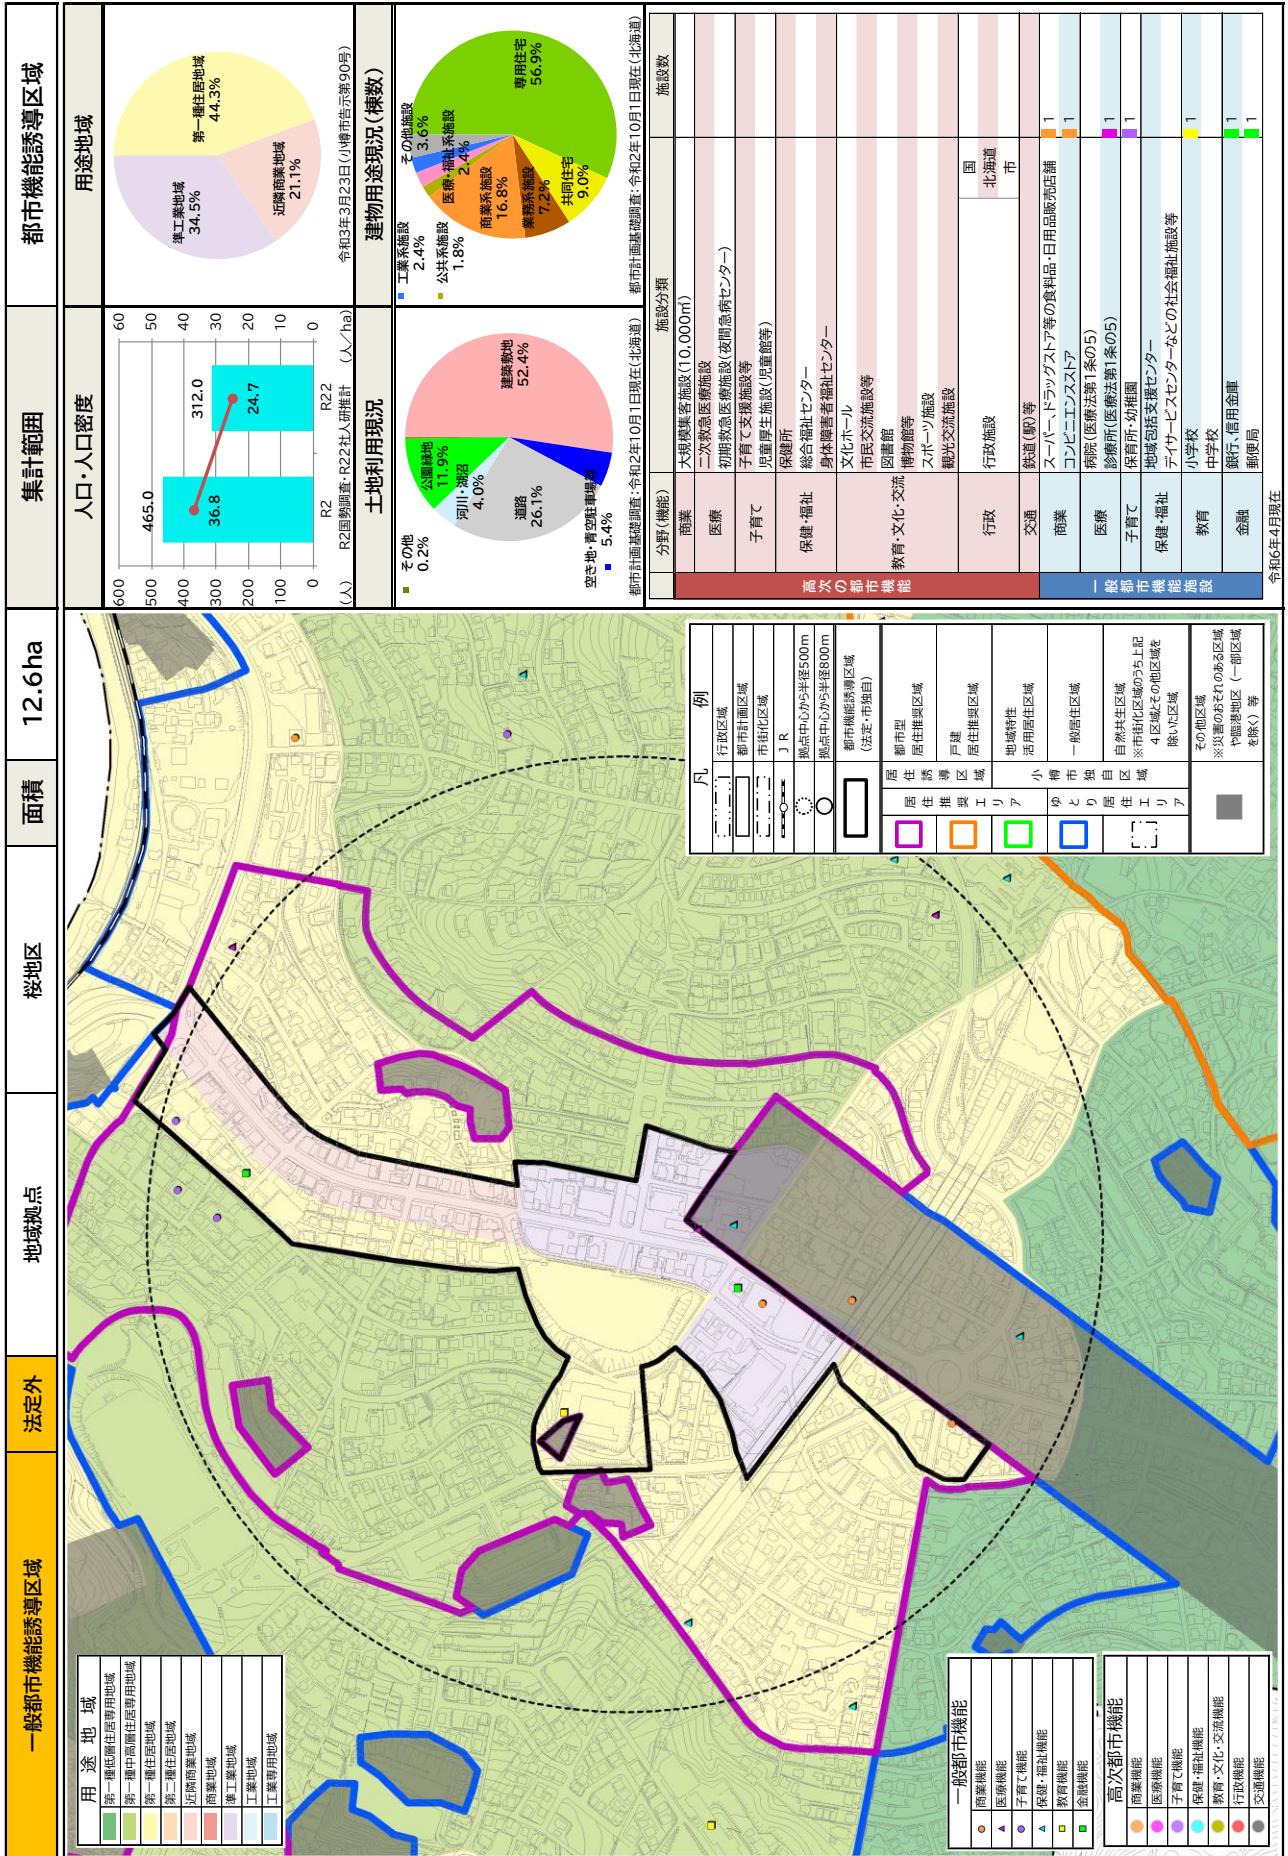 一般都市機能誘導区域
法定外
地域拠点
桜地区
面積
12.6ha
集計範囲
都市機能誘導区域
人口・人口密度
600
500
400
300
200
100
0
(人)
465.0
36.8
312.0
24.7
60
50
40
30
20
10
0
(人/ha)
R2
R22
R2国勢調査・R22社人研推計
用途地域
準工業地域
34.5%
第一種住居地域
44.3%
近隣商業地域
21.1%
令和3年3月23日(小樽市告示第90号)
土地利用現況
その他
0.2%
公園緑地
11.9%
河川・湖沼
4.0%
道路
26.1%
空き地・青空駐車場等
5.4%
建築敷地
52.4%
都市計画基礎調査:令和2年10月1日現在(北海道)
建物用途現況(棟数)
工業系施設
2.4%
公共系施設
1.8%
その他施設
3.6%
医療・福祉系施設
2.4%
商業系施設
16.8%
業務系施設
7.2%
共同住宅
9.0%
専用住宅
56.9%
都市計画基礎調査:令和2年10月1日現在(北海道)
分野(機能)
施設分類
施設数
高次の都市機能
商業
大規模集客施設(10,000㎡)
医療
二次救急医療施設
初期救急医療施設(夜間急病センター)
子育て
子育て支援施設等
児童厚生施設(児童館等)
保健・福祉
保健所
総合福祉センター
身体障害者福祉センター
教育・文化・交流
文化ホール
市民交流施設等
図書館
博物館等
スポーツ施設
観光交流施設
行政
行政施設
国
北海道
市
交通
鉄道(駅)等
一般都市機能施設
商業
スーパー、ドラッグストア等の食料品・日用品販売店舗
1
コンビニエンスストア
1
医療
病院(医療法第1条の5)
診療所(医療法第1条の5)
1
子育て
保育所・幼稚園
1
保健・福祉
地域包括支援センター
デイサービスセンターなどの社会福祉施設等
教育
小学校
1
中学校
金融
銀行、信用金庫
1
郵便局
1
令和6年4月現在
凡例
行政区域
都市計画区域
市街化区域
JR
拠点中心から半径500m
拠点中心から半径800m
都市機能誘導区域
(法定・市独自)
居住推奨エリア
居住誘導区域
都市型
居住推奨区域
戸建
居住推奨区域
小樽市独自区域
地域特性
活用居住区域
ゆとり居住エリア
一般居住区域
自然共生区域
※市街化区域のうち上記
4区域とその他区域を
除いた区域
その他区域
※災害のおそれのある区域
や臨港地区(一部区域
を除く)等
用途地域
第一種低層住居専用地域
第一種中高層住居専用地域
第一種住居地域
第二種住居地域
近隣商業地域
商業地域
準工業地域
工業地域
工業専用地域
一般都市機能
商業機能
医療機能
子育て機能
保健・福祉機能
教育機能
金融機能
高次都市機能
商業機能
医療機能
子育て機能
保健・福祉機能
教育・文化・交流機能
行政機能
交通機能